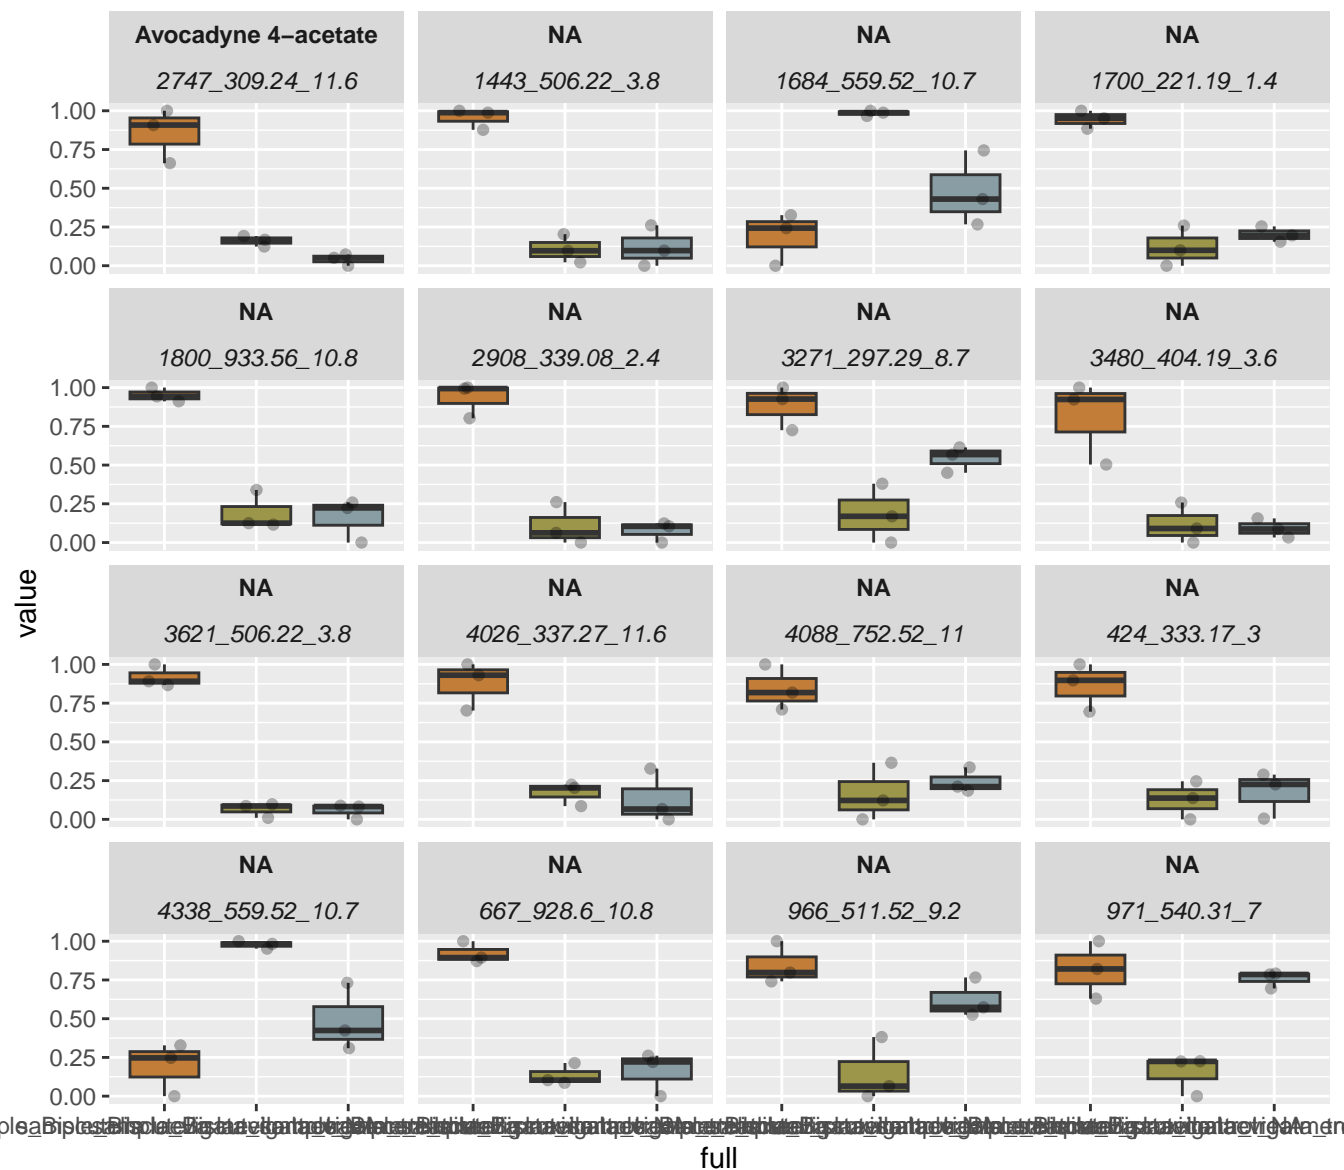 Avocadyne 4−acetate NA NA NA
2747_309.24_11.6 1443_506.22_3.8 1684_559.52_10.7 1700_221.19_1.4
1.00
0.75
0.50
0.25
0.00
NA NA NA NA
1800_933.56_10.8 2908_339.08_2.4 3271_297.29_8.7 3480_404.19_3.6
1.00
0.75
0.50
0.25
0.00
NA NA NA NA
3621_506.22_3.8 4026_337.27_11.6 4088_752.52_11 424_333.17_3
1.00
0.75
0.50
0.25
0.00
NA NA NA NA
4338_559.52_10.7 667_928.6_10.8 966_511.52_9.2 971_540.31_7
1.00
0.75
0.50
0.25
0.00
value
full